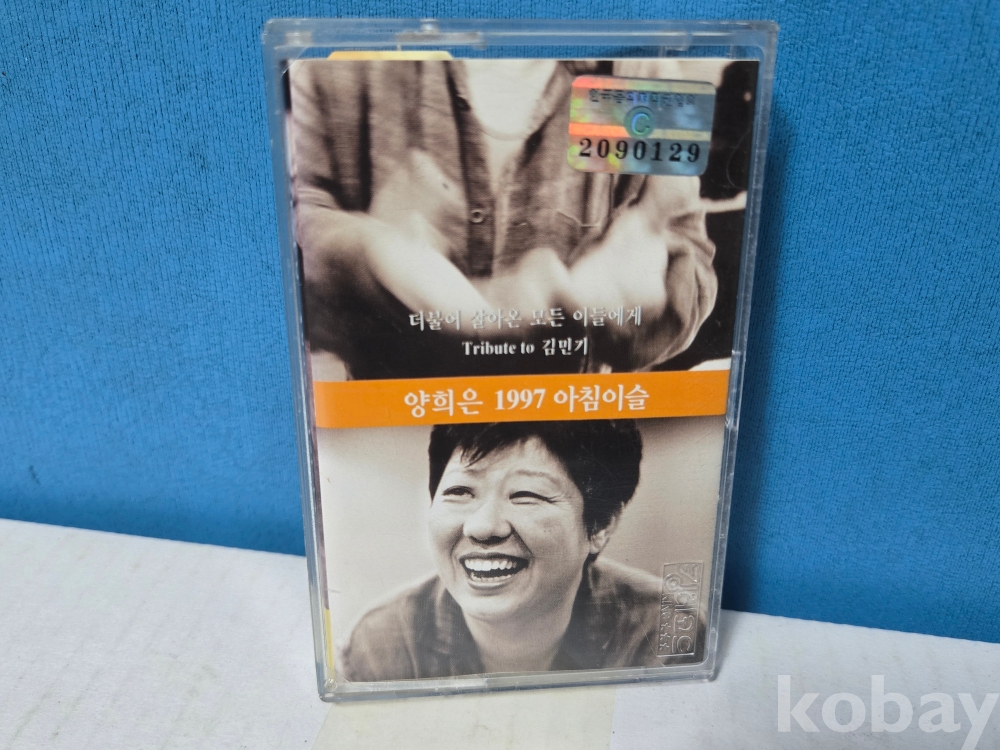 C
2090129
더불어 살아온 모든 이들에게
Tribute to 김민기
양희은 1997 아침이슬
kobay